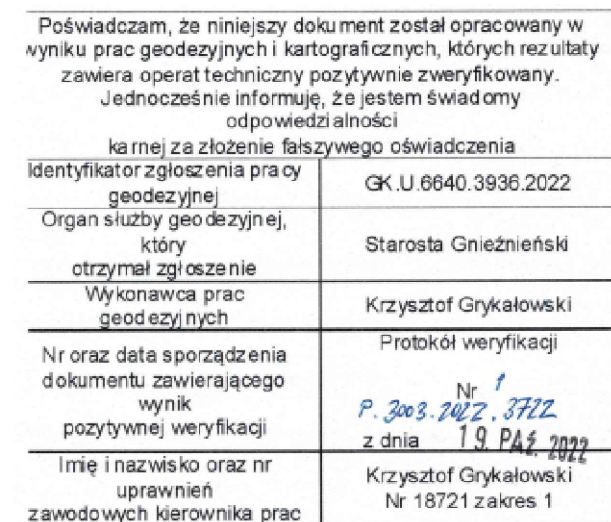 Poświadczam, że niniejszy dokument został opracowany w
wyniku prac geodezyjnych i kartograficznych, których rezultaty
zawiera operat techniczny pozytywnie zweryfikowany.
Jednocześnie informuję, że jestem świadomy
odpowiedzialności
karnej za złożenie fałszywego oświadczenia
Identyfikator zgłoszenia pracy
geodezyjnej
GK.U.6640.3936.2022
Organ służby geodezyjnej,
który
otrzymał zgłoszenie
Starosta Gnieźnieński
Wykonawca prac
geodezyjnych
Krzysztof Grykałowski
Nr oraz data sporządzenia
dokumentu zawierającego
wynik
pozytywnej weryfikacji
Protokół weryfikacji
Nr 1
P.3003.2022.3722
z dnia 19. PAŹ. 2022
Imię i nazwisko oraz nr
uprawnień
zawodowych kierownika prac
Krzysztof Grykałowski
Nr 18721 zakres 1